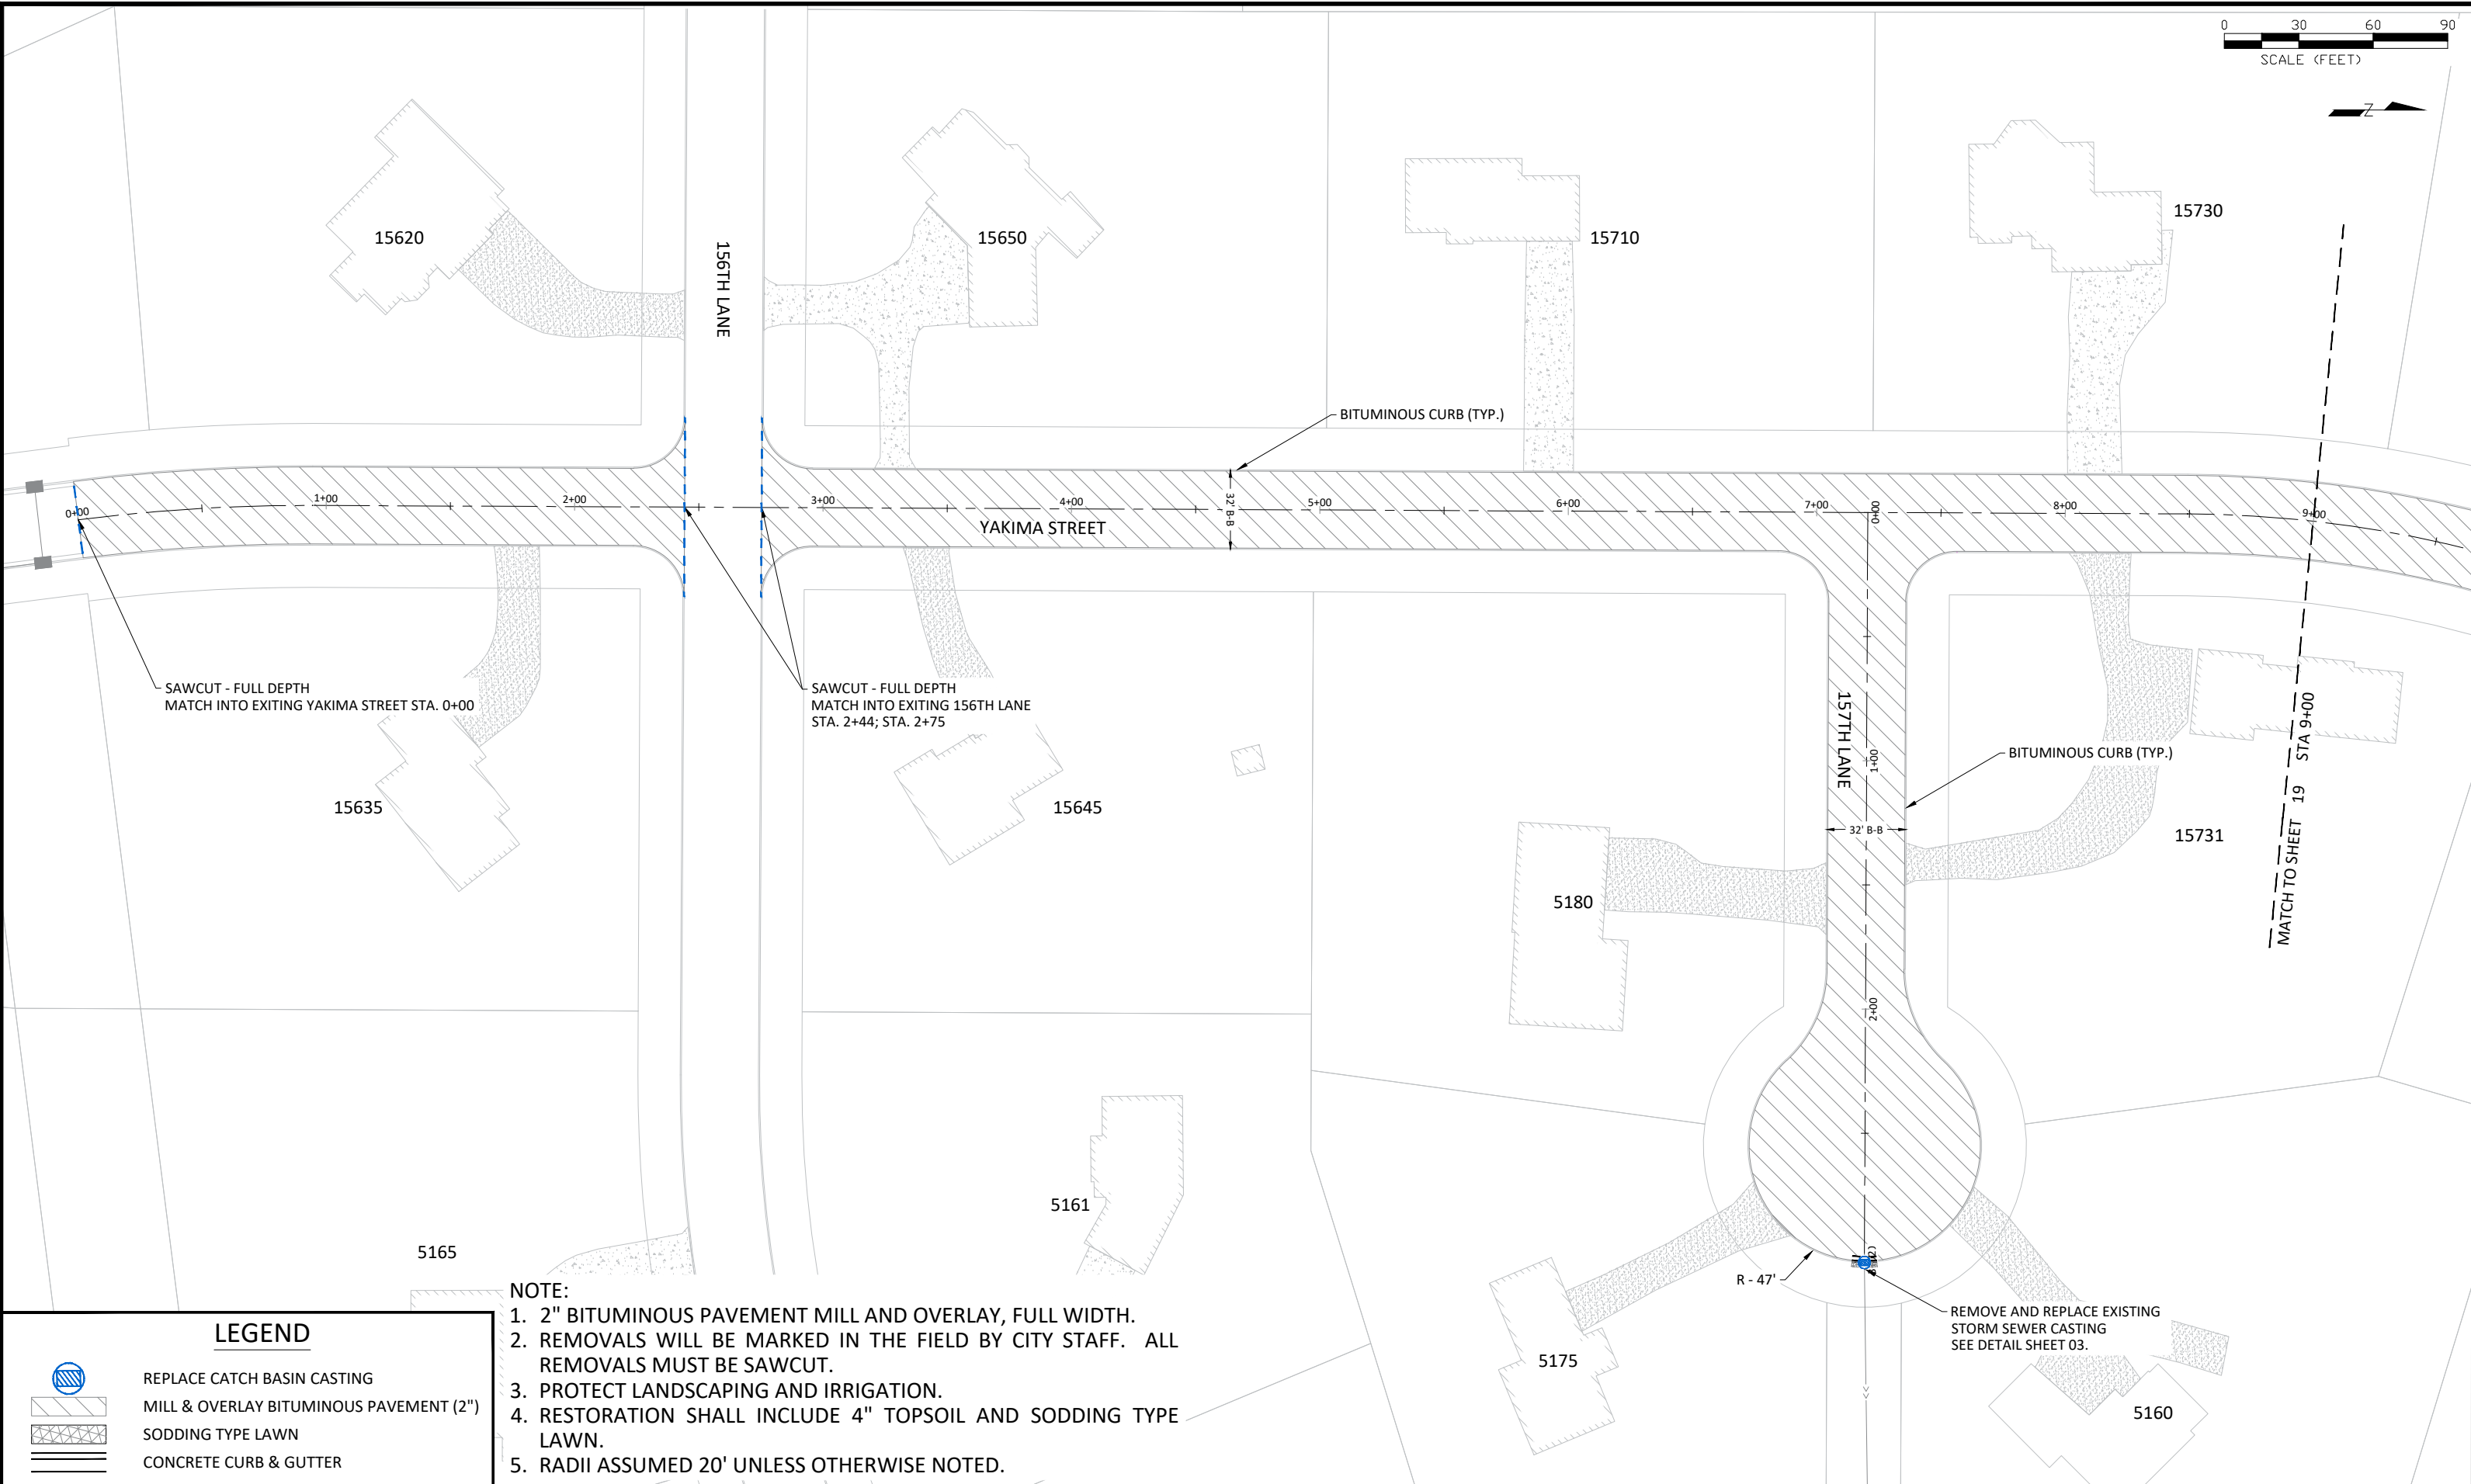 0 30 60 90
SCALE (FEET)
Z
15620
15650
15710
15730
156TH LANE
BITUMINOUS CURB (TYP.)
0+00
1+00
2+00
3+00
4+00
5+00
6+00
7+00
8+00
9+00
0+00
32' B-B
YAKIMA STREET
SAWCUT - FULL DEPTH
MATCH INTO EXITING YAKIMA STREET STA. 0+00
SAWCUT - FULL DEPTH
MATCH INTO EXITING 156TH LANE
STA. 2+44; STA. 2+75
157TH LANE
1+00
BITUMINOUS CURB (TYP.)
MATCH TO SHEET 19 STA 9+00
15635
15645
32' B-B
15731
5180
2+00
5161
5165
R - 47'
REMOVE AND REPLACE EXISTING
STORM SEWER CASTING
SEE DETAIL SHEET 03.
5175
5160
NOTE:
1. 2" BITUMINOUS PAVEMENT MILL AND OVERLAY, FULL WIDTH.
2. REMOVALS WILL BE MARKED IN THE FIELD BY CITY STAFF. ALL
REMOVALS MUST BE SAWCUT.
3. PROTECT LANDSCAPING AND IRRIGATION.
4. RESTORATION SHALL INCLUDE 4" TOPSOIL AND SODDING TYPE
LAWN.
5. RADII ASSUMED 20' UNLESS OTHERWISE NOTED.
LEGEND
REPLACE CATCH BASIN CASTING
MILL & OVERLAY BITUMINOUS PAVEMENT (2")
SODDING TYPE LAWN
CONCRETE CURB & GUTTER